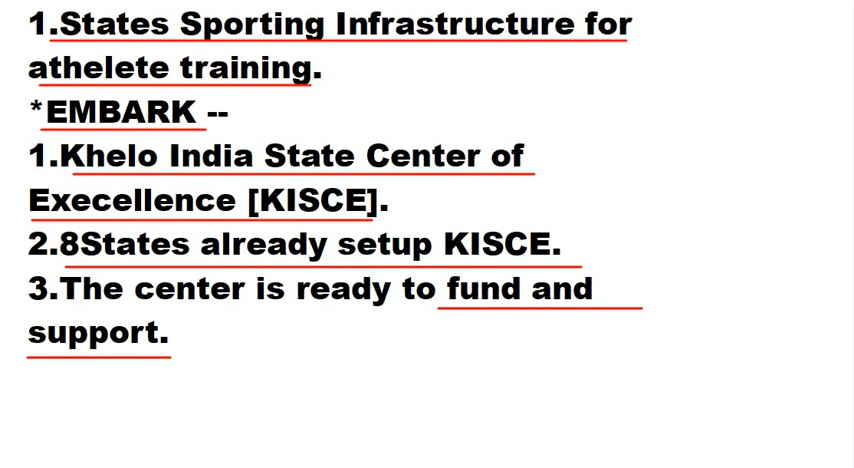 1.States Sporting Infrastructure for
athelete training.
*EMBARK --
1.Khelo India State Center of
Execellence [KISCE].
2.8States already setup KISCE.
3.The center is ready to fund and
support.